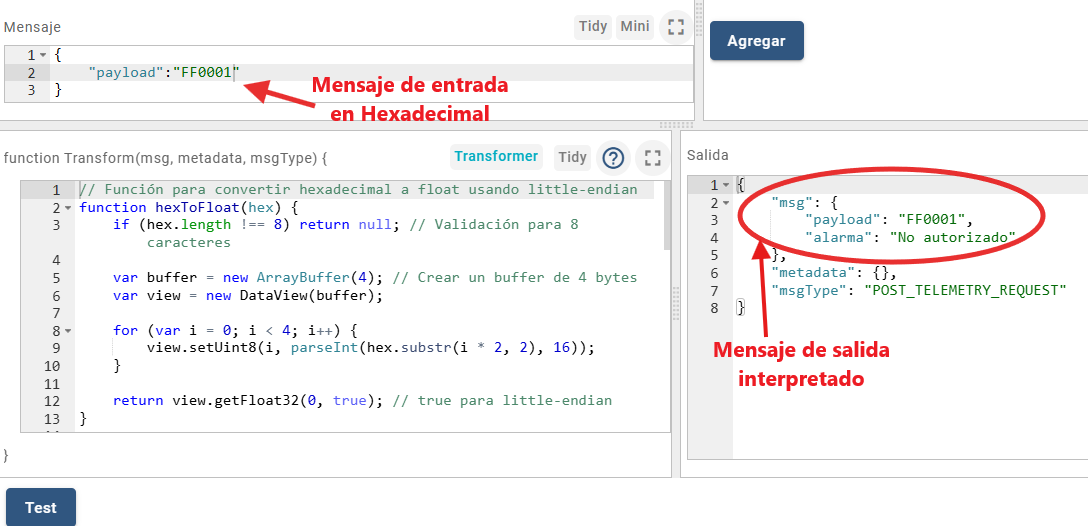 Mensaje
Tidy
Mini
Agregar
1 {
2 "payload":"FF0001"
3 }
Mensaje de entrada
en Hexadecimal
function Transform(msg, metadata, msgType) {
Transformer
Tidy
?
1 // Función para convertir hexadecimal a float usando little-endian
2 function hexToFloat(hex) {
3 if (hex.length !== 8) return null; // Validación para 8
caracteres
4
5 var buffer = new ArrayBuffer(4); // Crear un buffer de 4 bytes
6 var view = new DataView(buffer);
7
8 for (var i = 0; i < 4; i++) {
9 view.setUint8(i, parseInt(hex.substr(i * 2, 2), 16));
10 }
11
12 return view.getFloat32(0, true); // true para little-endian
13 }
}
Test
Salida
1 {
2 "msg": {
3 "payload": "FF0001",
4 "alarma": "No autorizado"
5 },
6 "metadata": {},
7 "msgType": "POST_TELEMETRY_REQUEST"
8 }
Mensaje de salida
interpretado